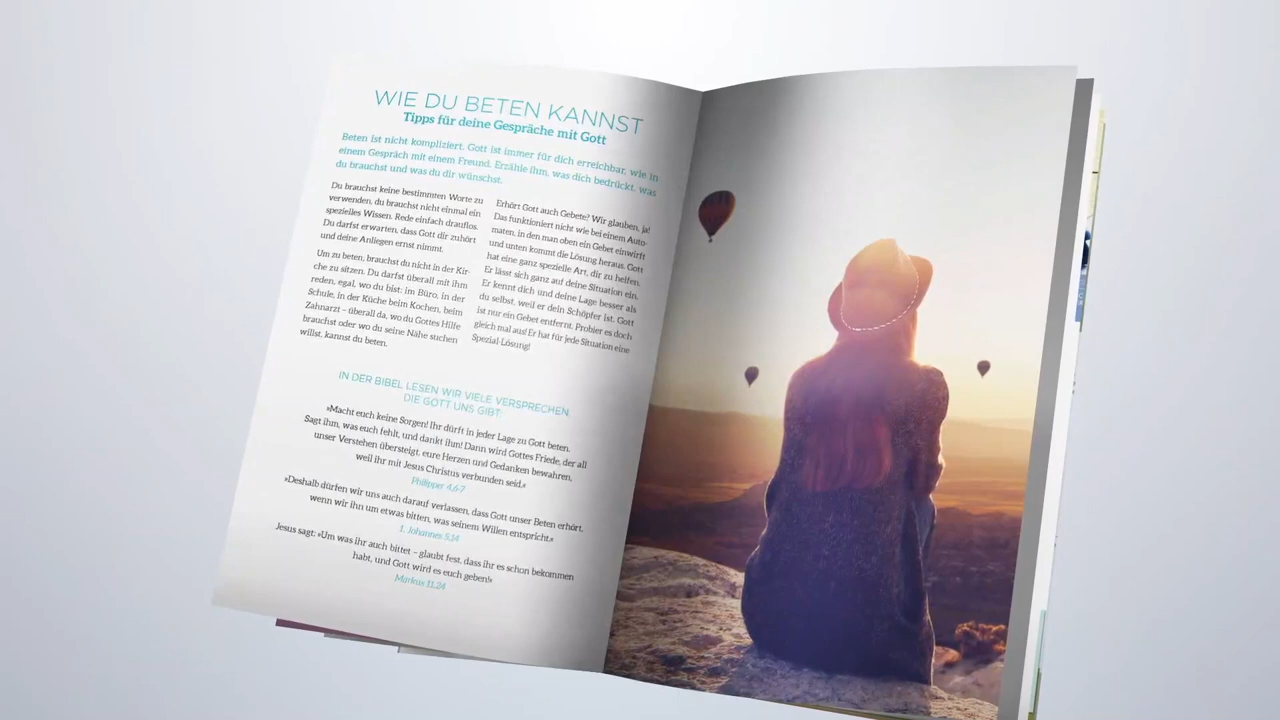 WIE DU BETEN KANNST
Tipps für deine Gespräche mit Gott
Beten ist nicht kompliziert. Gott ist immer für dich erreichbar, wie in
einem Gespräch mit einem Freund. Erzähle ihm, was dich bedrückt, was
du brauchst und was du dir wünschst.
Du brauchst keine bestimmten Worte zu
verwenden, du brauchst nicht einmal ein
spezielles Wissen. Rede einfach drauflos.
Du darfst erwarten, dass Gott dir zuhört
und deine Anliegen ernst nimmt.
Um zu beten, brauchst du nicht in der Kir-
che zu sitzen. Du darfst überall mit ihm
reden, egal, wo du bist: im Büro, in der
Schule, in der Küche beim Kochen, beim
Zahnarzt – überall da, wo du Gottes Hilfe
brauchst oder wo du seine Nähe suchen
willst, kannst du beten.
Erhört Gott auch Gebete? Wir glauben, ja!
Das funktioniert nicht wie bei einem Auto-
maten, in den man oben ein Gebet einwirft
und unten kommt die Lösung heraus. Gott
hat eine ganz spezielle Art, dir zu helfen.
Er lässt sich ganz auf deine Situation ein.
Er kennt dich und deine Lage besser als
du selbst, weil er dein Schöpfer ist. Gott
ist nur ein Gebet entfernt. Probier es doch
gleich mal aus! Er hat für jede Situation eine
Spezial-Lösung!
IN DER BIBEL LESEN WIR VIELE VERSPRECHEN,
DIE GOTT UNS GIBT:
»Macht euch keine Sorgen! Ihr dürft in jeder Lage zu Gott beten.
Sagt ihm, was euch fehlt, und dankt ihm! Dann wird Gottes Friede, der all
unser Verstehen übersteigt, eure Herzen und Gedanken bewahren,
weil ihr mit Jesus Christus verbunden seid.«
Philipper 4,6-7
»Deshalb dürfen wir uns auch darauf verlassen, dass Gott unser Beten erhört,
wenn wir ihn um etwas bitten, was seinem Willen entspricht.«
1. Johannes 5,14
Jesus sagt: »Um was ihr auch bittet – glaubt fest, dass ihr es schon bekommen
habt, und Gott wird es euch geben!«
Markus 11,24